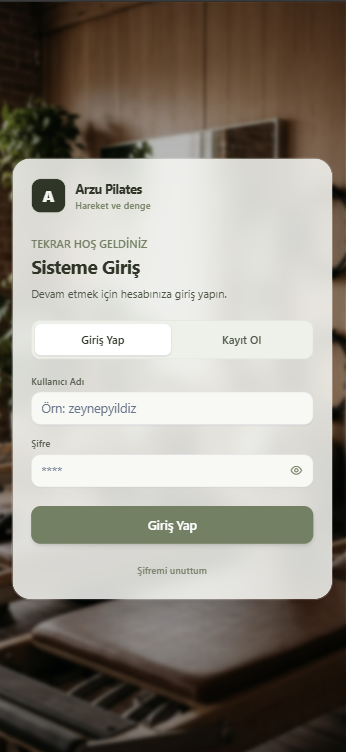 A
Arzu Pilates
Hareket ve denge
TEKRAR HOŞ GELDİNİZ
Sisteme Giriş
Devam etmek için hesabınıza giriş yapın.
Giriş Yap
Kayıt Ol
Kullanıcı Adı
Örn: zeynepyildiz
Şifre
****
Giriş Yap
Şifremi unuttum